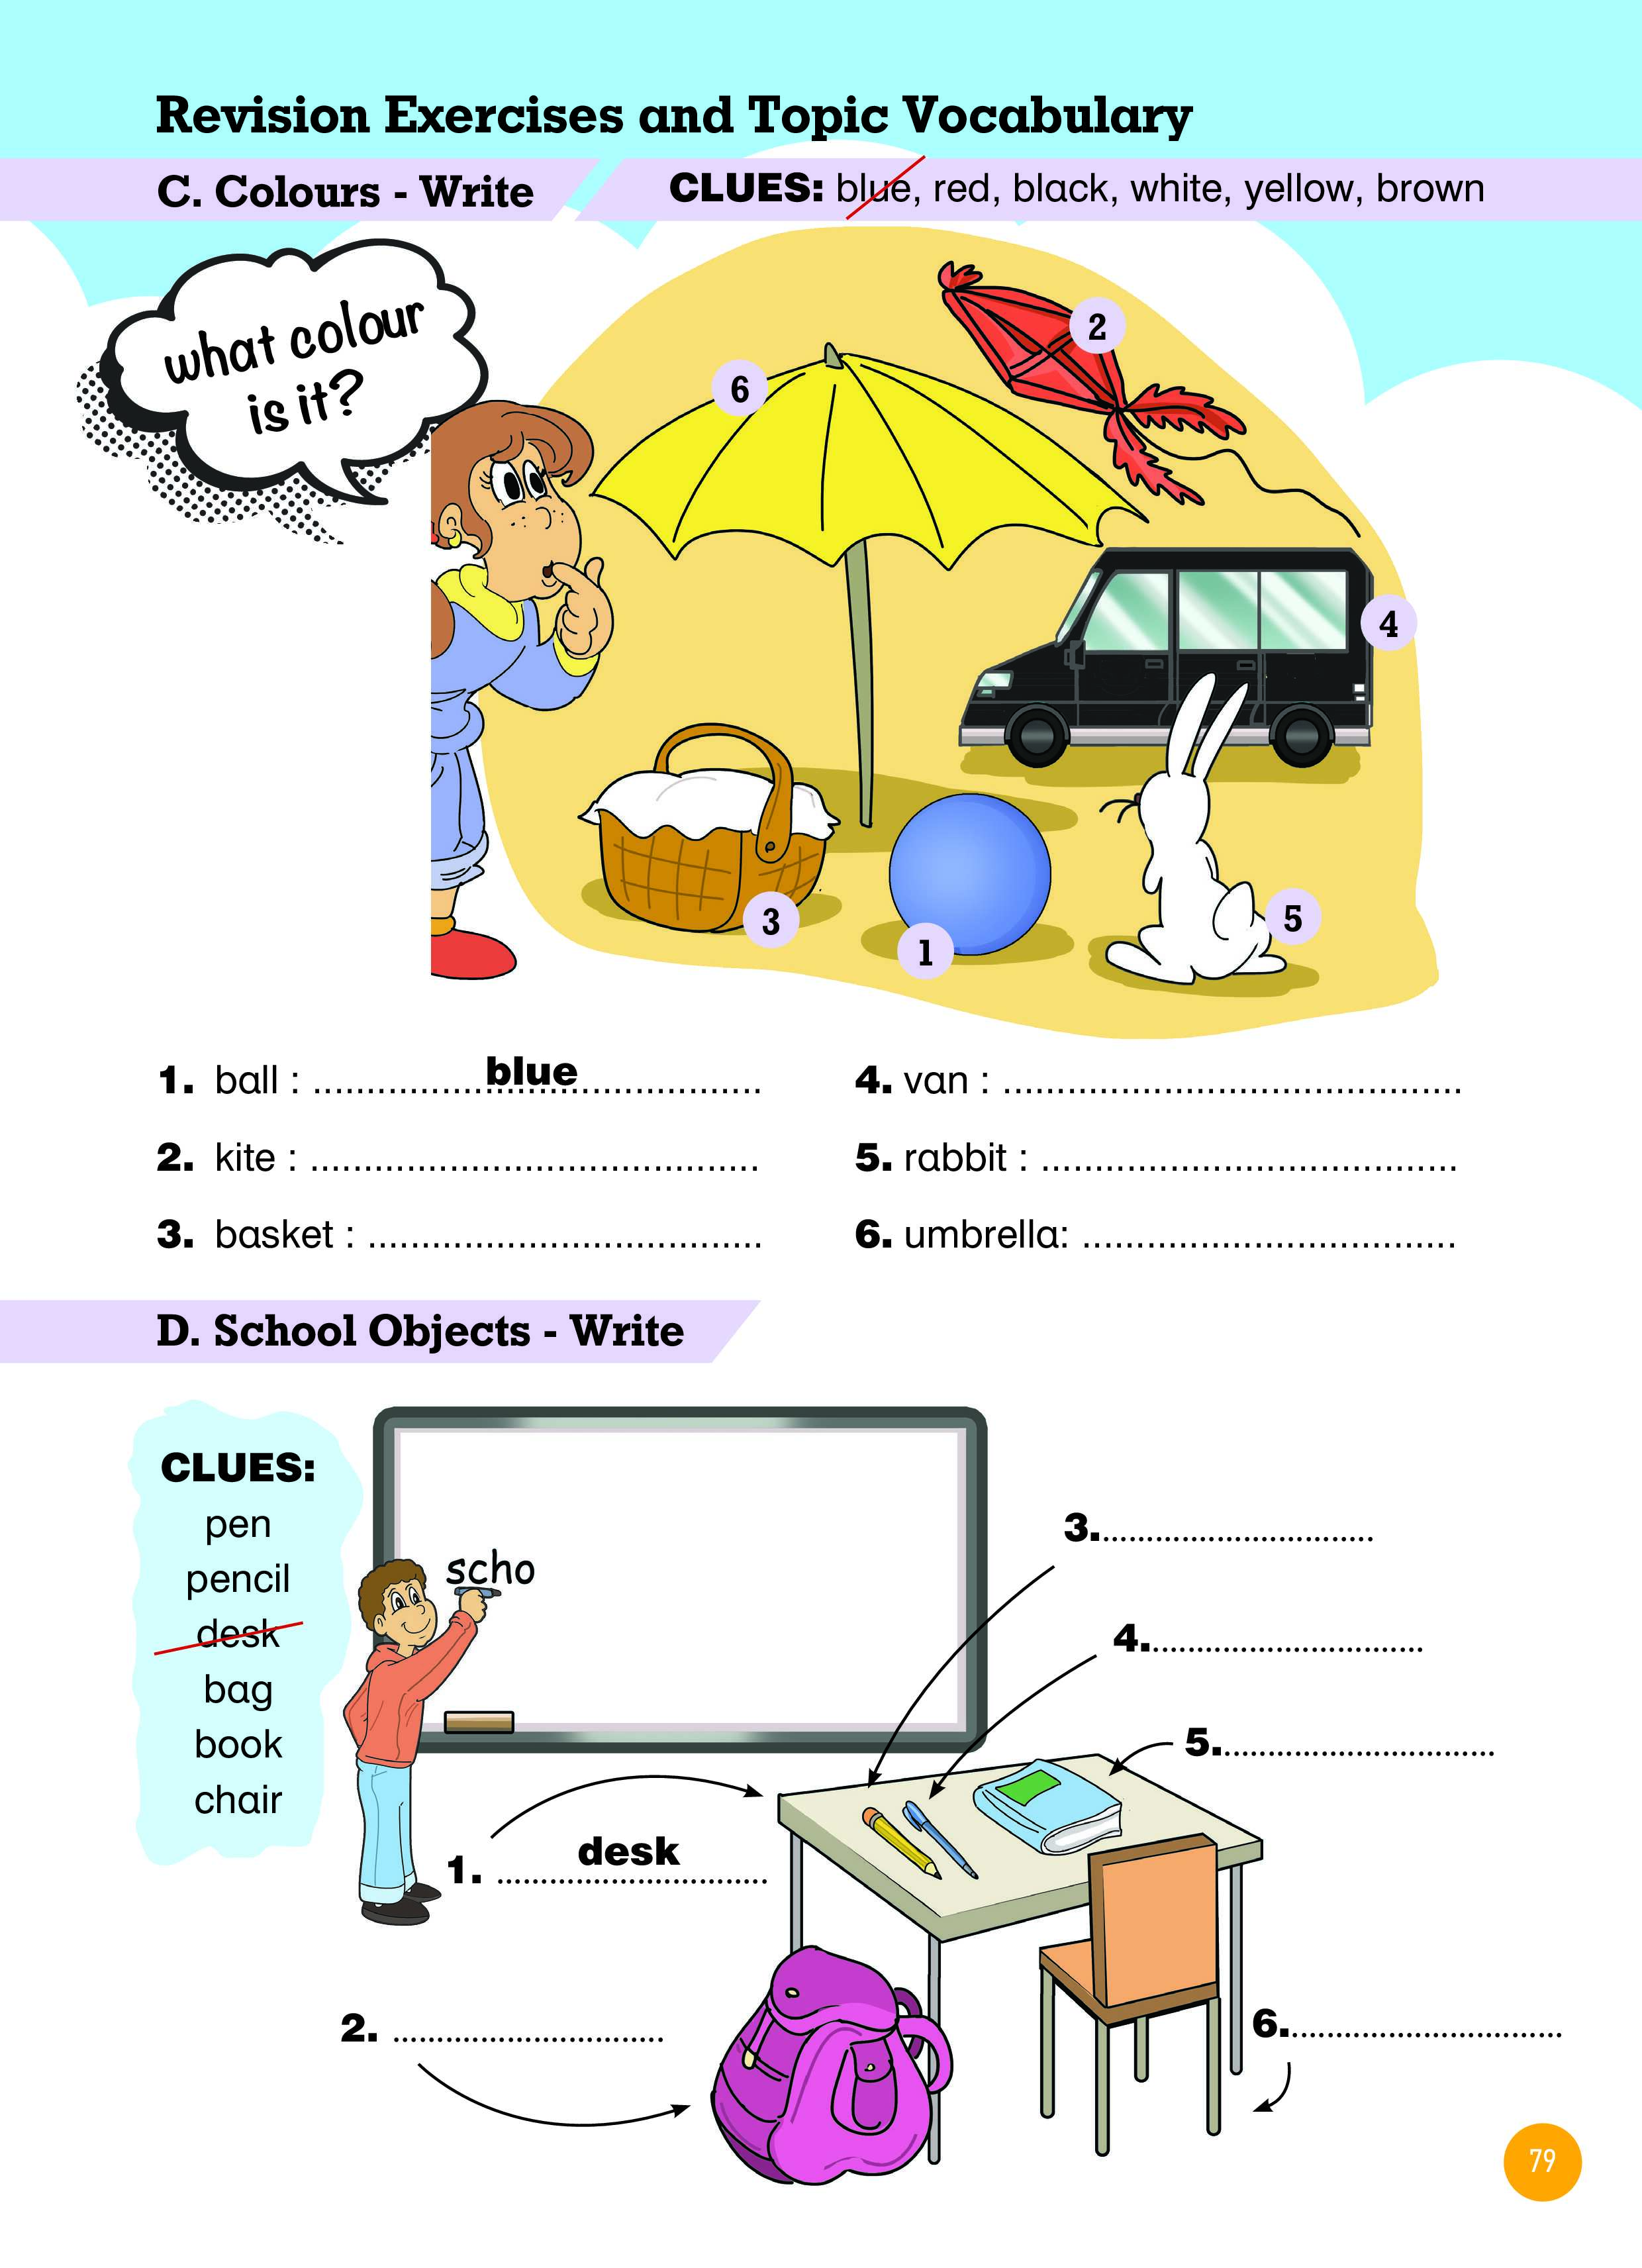 Revision Exercises and Topic Vocabulary
C. Colours - Write
CLUES: blue, red, black, white, yellow, brown
what colour
is it?
2
6
4
3
1
5
1. ball : .......................................... blue
2. kite : ..........................................
3. basket : .....................................
4. van : ...........................................
5. rabbit : .......................................
6. umbrella: ...................................
D. School Objects - Write
CLUES:
pen
pencil
desk
bag
book
chair
scho
3...............................
4...............................
5...............................
1. desk ...............................
2. ...............................
6...............................
79